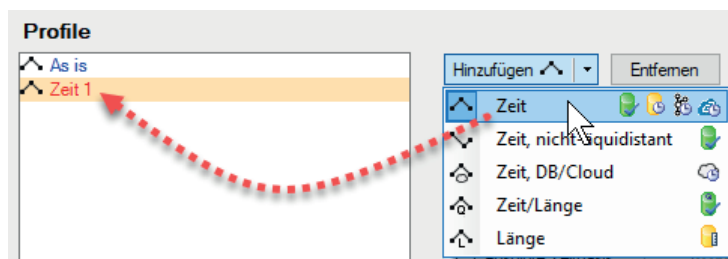 Profile
As is
Zeit 1
Hinzufügen
Entfernen
Zeit
Zeit, nicht-äquidistant
Zeit, DB/Cloud
Zeit/Länge
Länge